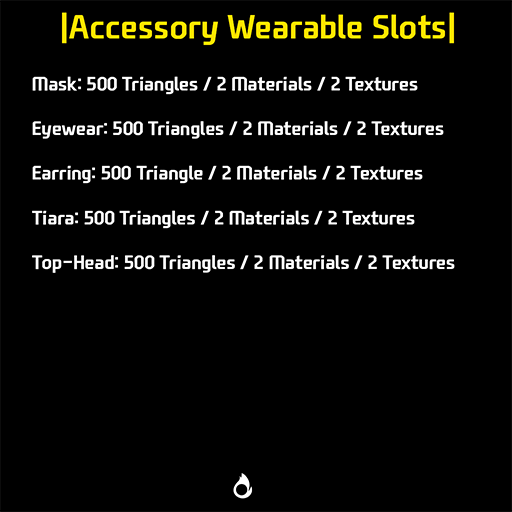 |Accessory Wearable Slots|
Mask: 500 Triangles / 2 Materials / 2 Textures
Eyewear: 500 Triangles / 2 Materials / 2 Textures
Earring: 500 Triangle / 2 Materials / 2 Textures
Tiara: 500 Triangles / 2 Materials / 2 Textures
Top-Head: 500 Triangles / 2 Materials / 2 Textures